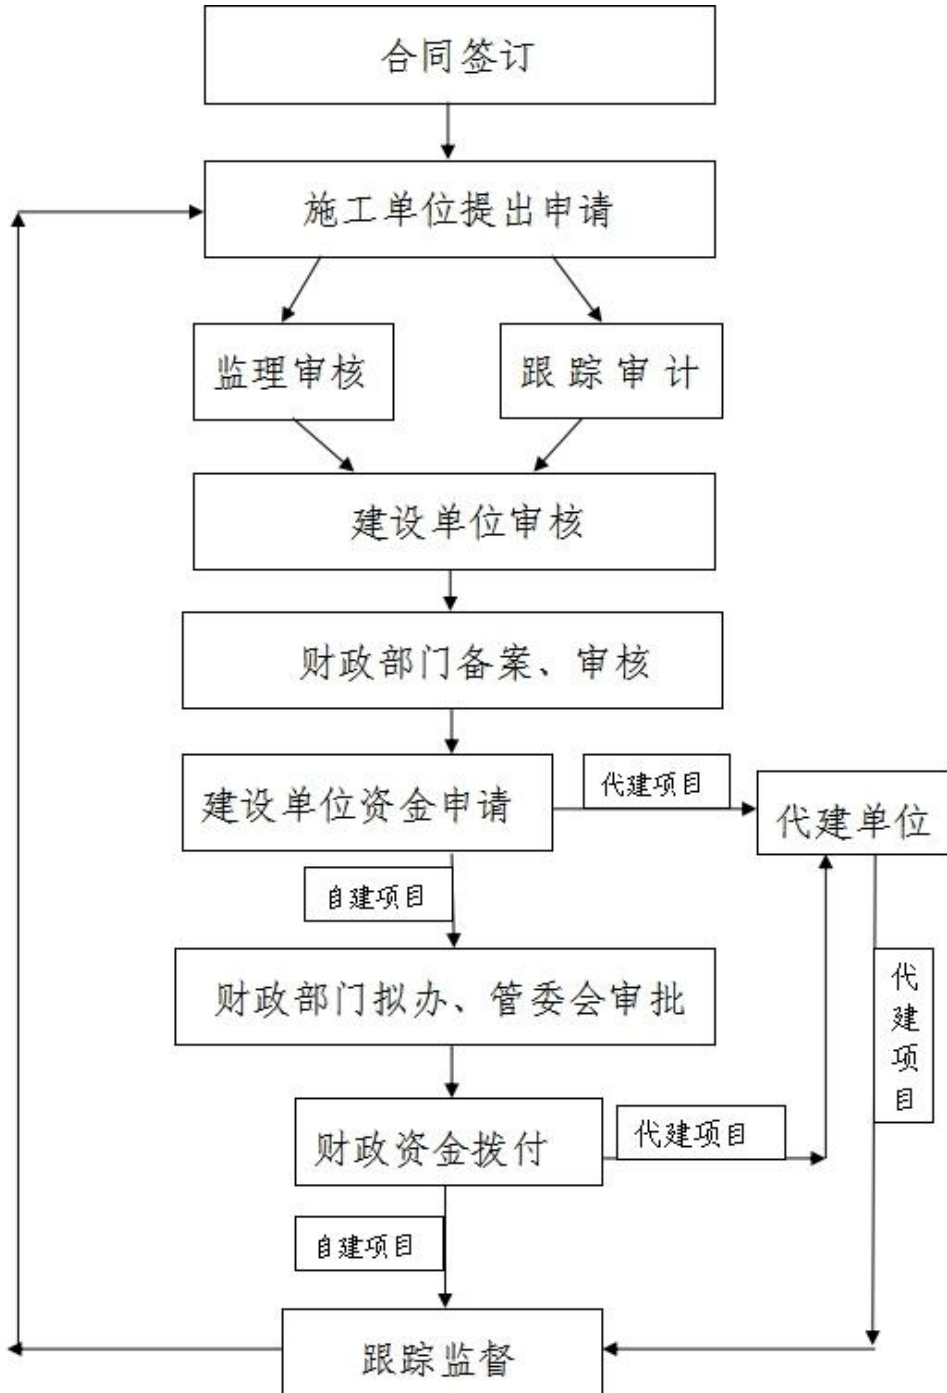 合同签订
施工单位提出申请
监理审核
跟踪审计
建设单位审核
财政部门备案、审核
建设单位资金申请
代建项目
代建单位
自建项目
财政部门拟办、管委会审批
代建项目
财政资金拨付
代建项目
自建项目
跟踪监督